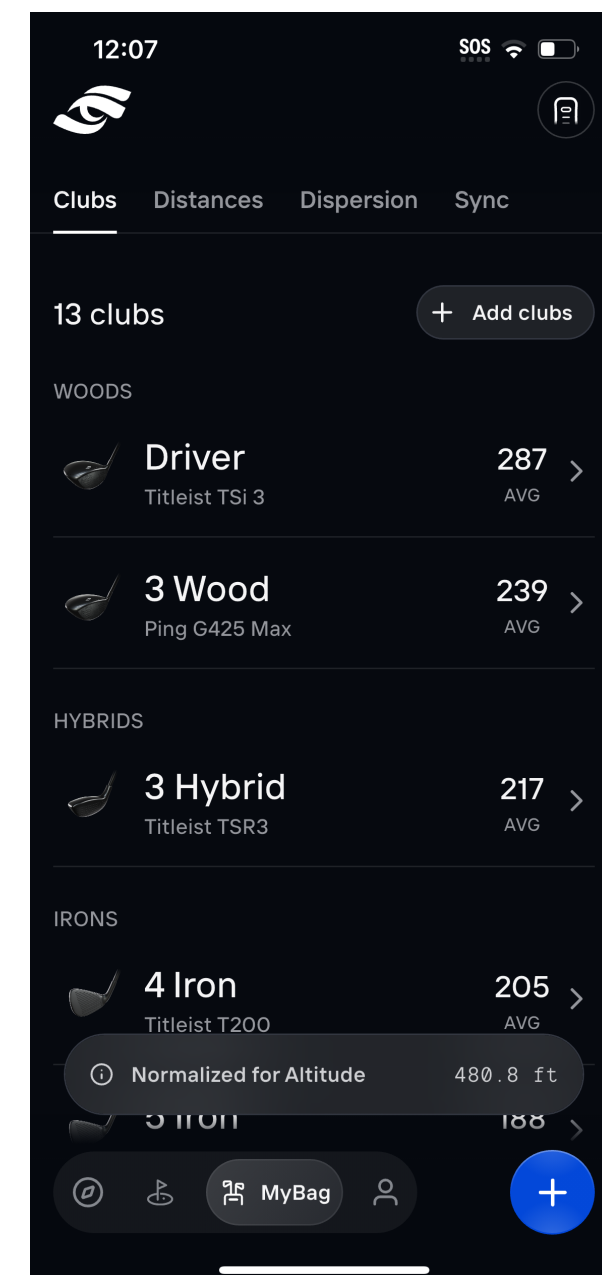 12:07
SOS
Clubs Distances Dispersion Sync
13 clubs
+ Add clubs
WOODS
Driver
287
Titleist TSi 3
AVG
3 Wood
239
Ping G425 Max
AVG
HYBRIDS
3 Hybrid
217
Titleist TSR3
AVG
IRONS
4 Iron
205
Titleist T200
AVG
Normalized for Altitude 480.8 ft
5 Iron
188
MyBag